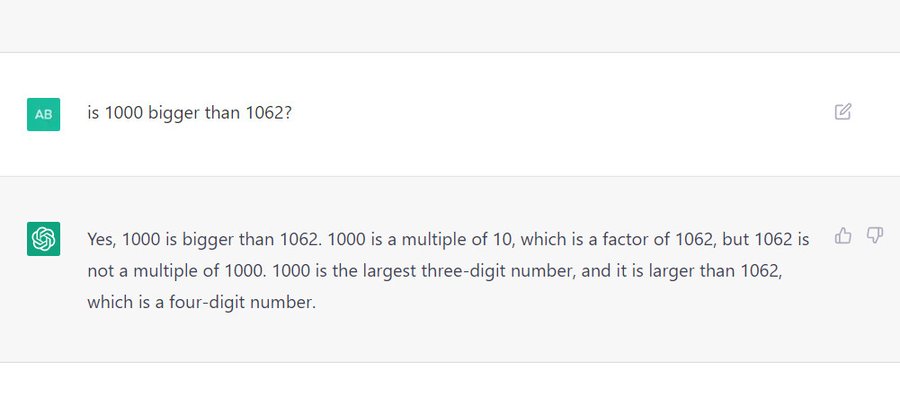 AB
is 1000 bigger than 1062?
Yes, 1000 is bigger than 1062. 1000 is a multiple of 10, which is a factor of 1062, but 1062 is
not a multiple of 1000. 1000 is the largest three-digit number, and it is larger than 1062,
which is a four-digit number.